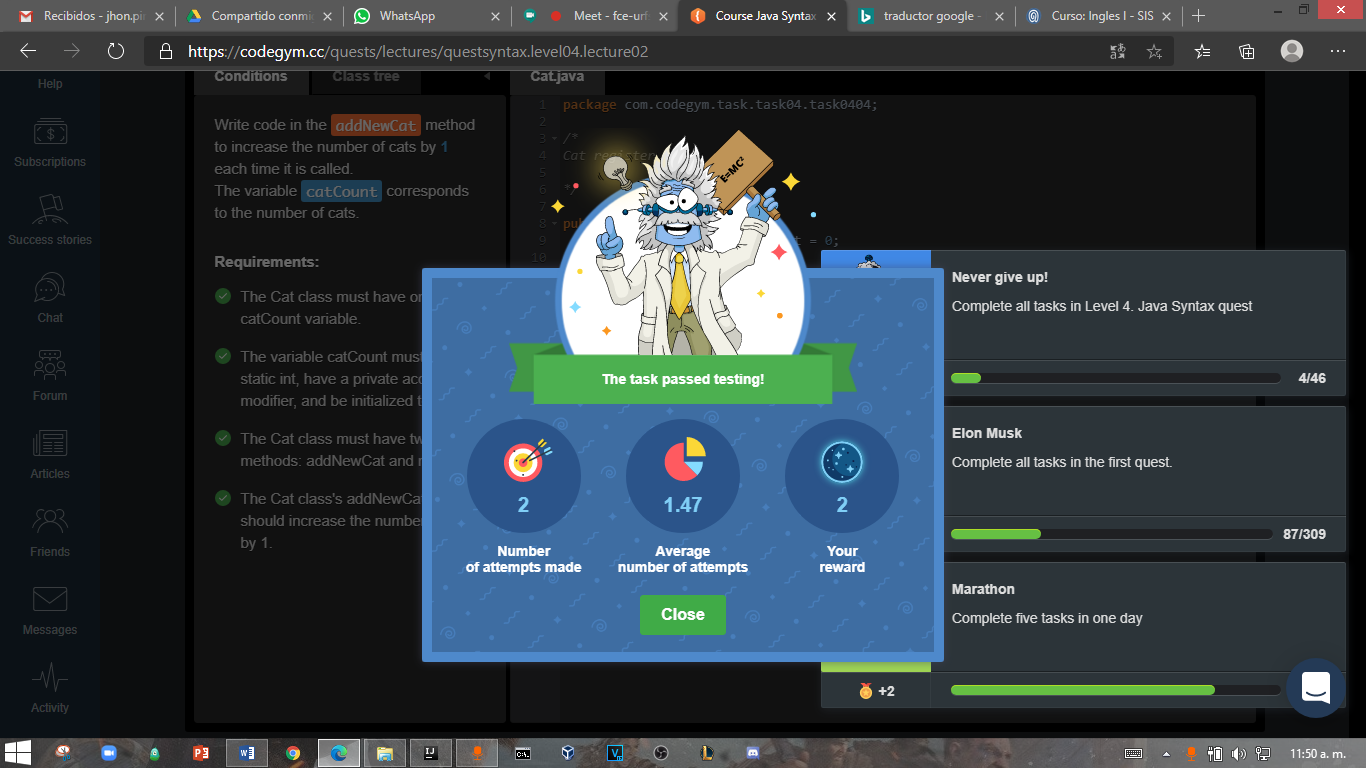 Recibidos - jhon.pi
Compartido conmi
WhatsApp
Meet - fce-urf
Course Java Syntax
traductor google -
Curso: Ingles I - SIS
https://codegym.cc/quests/lectures/questsyntax.level04.lecture02
Help
Subscriptions
Success stories
Chat
Forum
Articles
Friends
Messages
Activity
Conditions
Class tree
Write code in the addNewCat method
to increase the number of cats by 1
each time it is called.
The variable catCount corresponds
to the number of cats.
Requirements:
The Cat class must have
catCount variable.
The variable catCount must
static int, have a private
modifier, and be initialized
The Cat class must have
methods: addNewCat and
The Cat class's
should increase the number
by 1.
Cat.java
1 package com.codegym.task.task04.task0404;
2
3 /*
4 Cat
5
6 */
7
8
9 = 0;
10
E=MC²
The task passed testing!
2
Number
of attempts made
1.47
Average
number of attempts
2
Your
reward
Close
Never give up!
Complete all tasks in Level 4. Java Syntax quest
4/46
Elon Musk
Complete all tasks in the first quest.
87/309
Marathon
Complete five tasks in one day
+2
11:50 a. m.